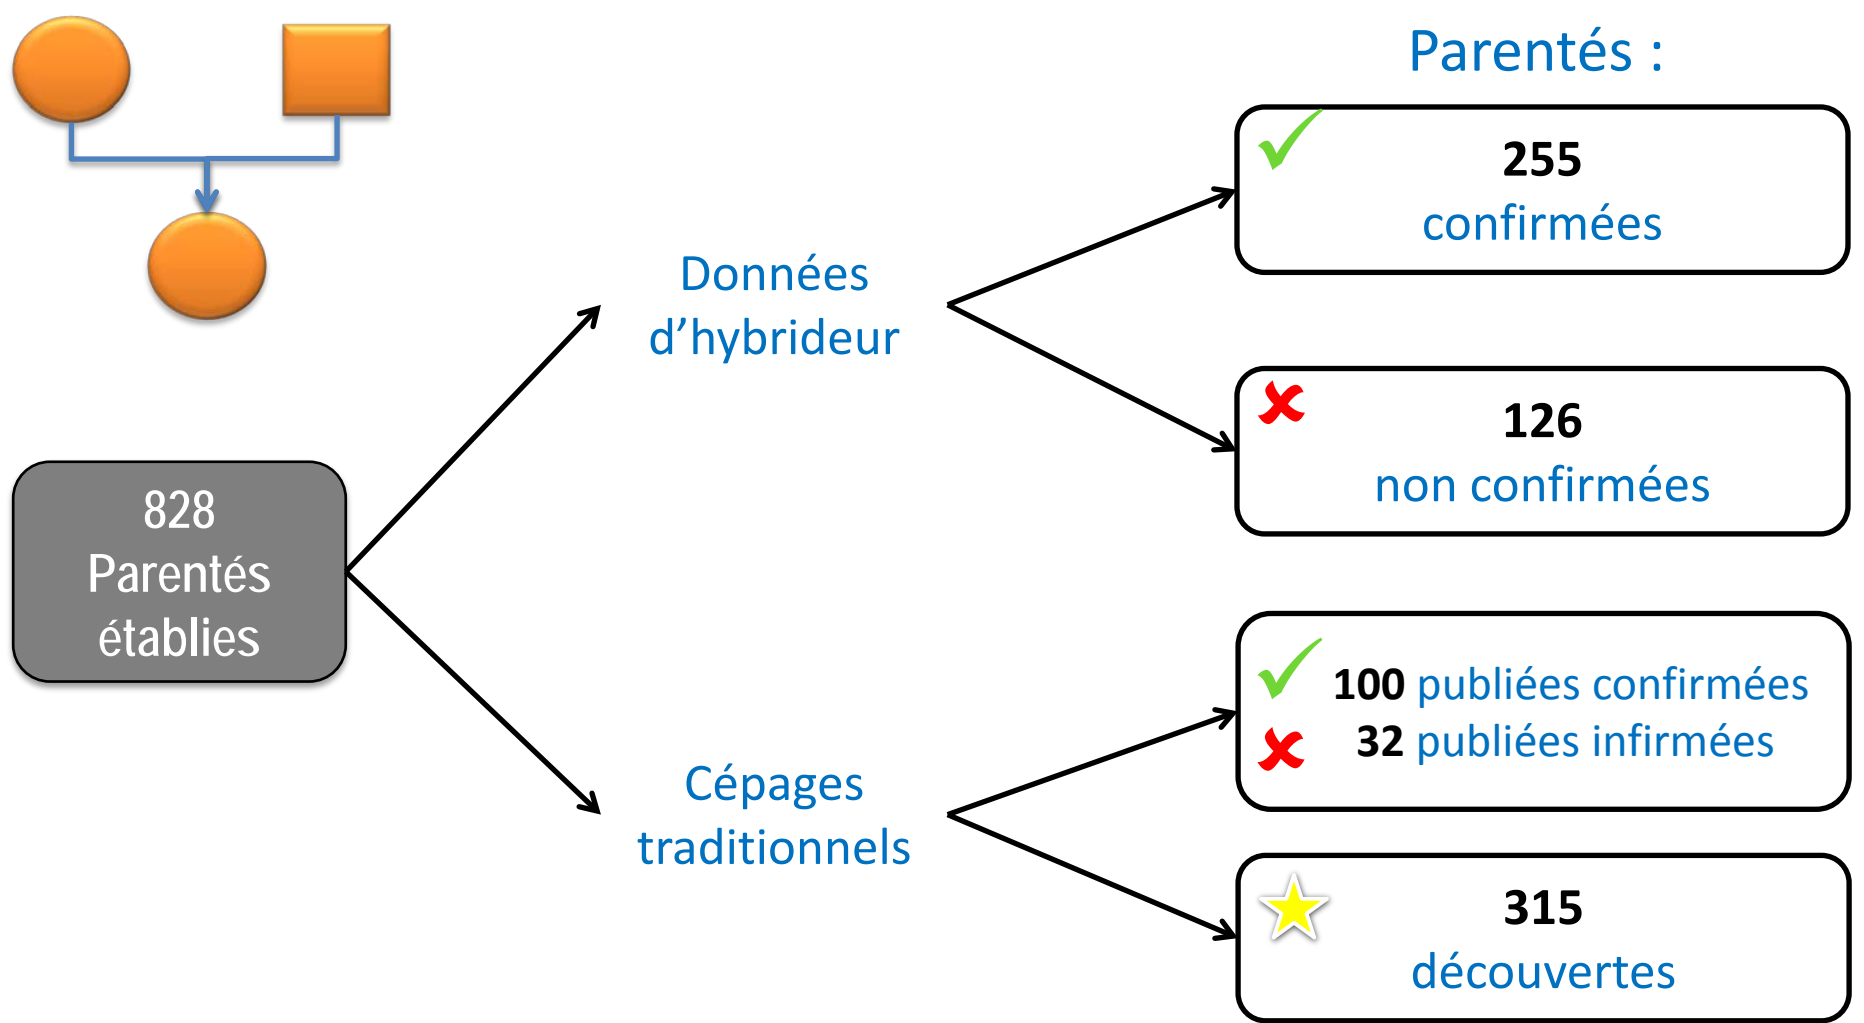 Parentés :
255
confirmées
Données
d’hybrideur
126
non confirmées
828
Parentés
établies
100 publiées confirmées
32 publiées infirmées
Cépages
traditionnels
315
découvertes